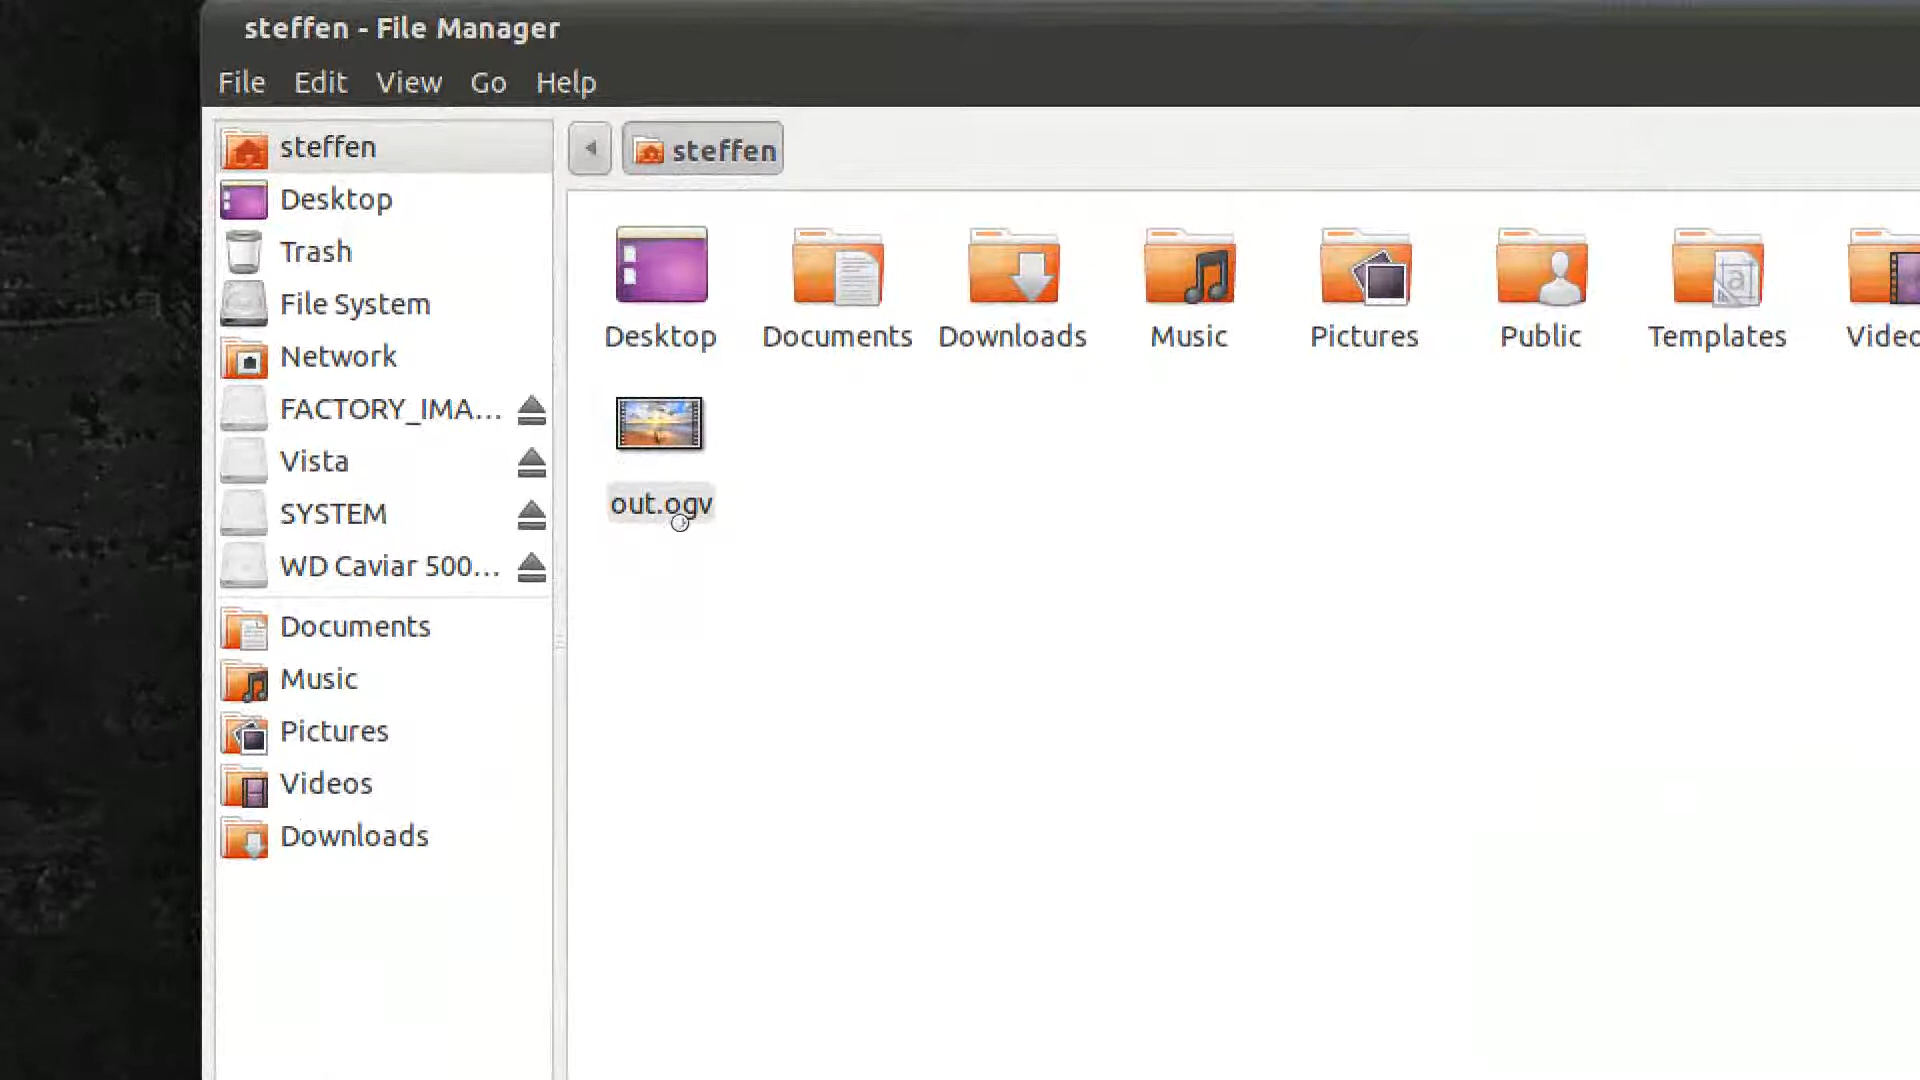 steffen - File Manager
File Edit View Go Help
steffen
Desktop
Trash
File System
Network
FACTORY_IMA...
Vista
SYSTEM
WD Caviar 500...
Documents
Music
Pictures
Videos
Downloads
steffen
Desktop Documents Downloads Music Pictures Public Templates Video
out.ogv